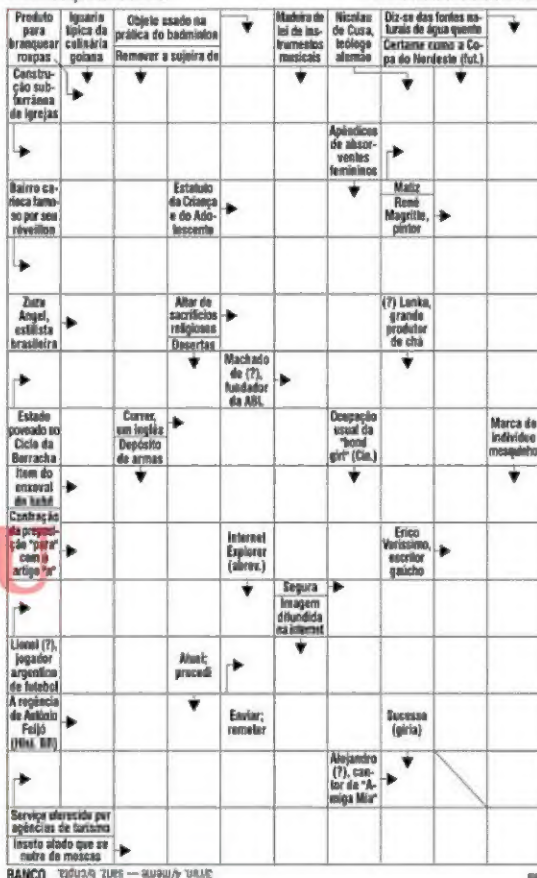 Produto
para
branquear
roupas
Iguaria
típica da
culinária
goiana
Objeto usado na
prática do badminton
Remover a sujeira de
Madeira de
lei de ins-
trumentos
musicais
Nicolau
de Cusa,
teólogo
alemão
Diz-se das fontes na-
turais de água quente
Certame como a Co-
pa do Nordeste (fut.)
Constru-
ção sub-
terrânea
de igrejas
Apêndices
de absor-
ventes
femininos
Bairro ca-
rioca famo-
so por seu
réveillon
Estatuto
da Criança
e do Ado-
lescente
Matiz
René
Magritte,
pintor
Zuzu
Angel,
estilista
brasileira
Altar de
sacrifícios
religiosos
Desertas
(?) Lanka,
grande
produtor
de chá
Machado
de (?),
fundador
da ABL
Estado
povoado no
Ciclo da
Borracha
Correr,
em inglês
Depósito
de armas
Ocupação
usual da
"bond
girl" (Cin.)
Marca do
indivíduo
mesquinho
Item do
enxoval
do bebê
Contração
da preposi-
ção "para"
com o
artigo "a"
Internet
Explorer
(abrev.)
Erico
Verissimo,
escritor
gaúcho
Segura
Imagem
difundida
na internet
Lionel (?),
jogador
argentino
de futebol
Atuei;
procedi
A regência
de Antônio
Feijó
(Hist. BR)
Enviar;
remeter
Sucesso
(gíria)
Alejandro
(?), can-
tor de "A-
miga Mía"
Serviço oferecido por
agências de turismo
Inseto alado que se
nutre de moscas
BANCO